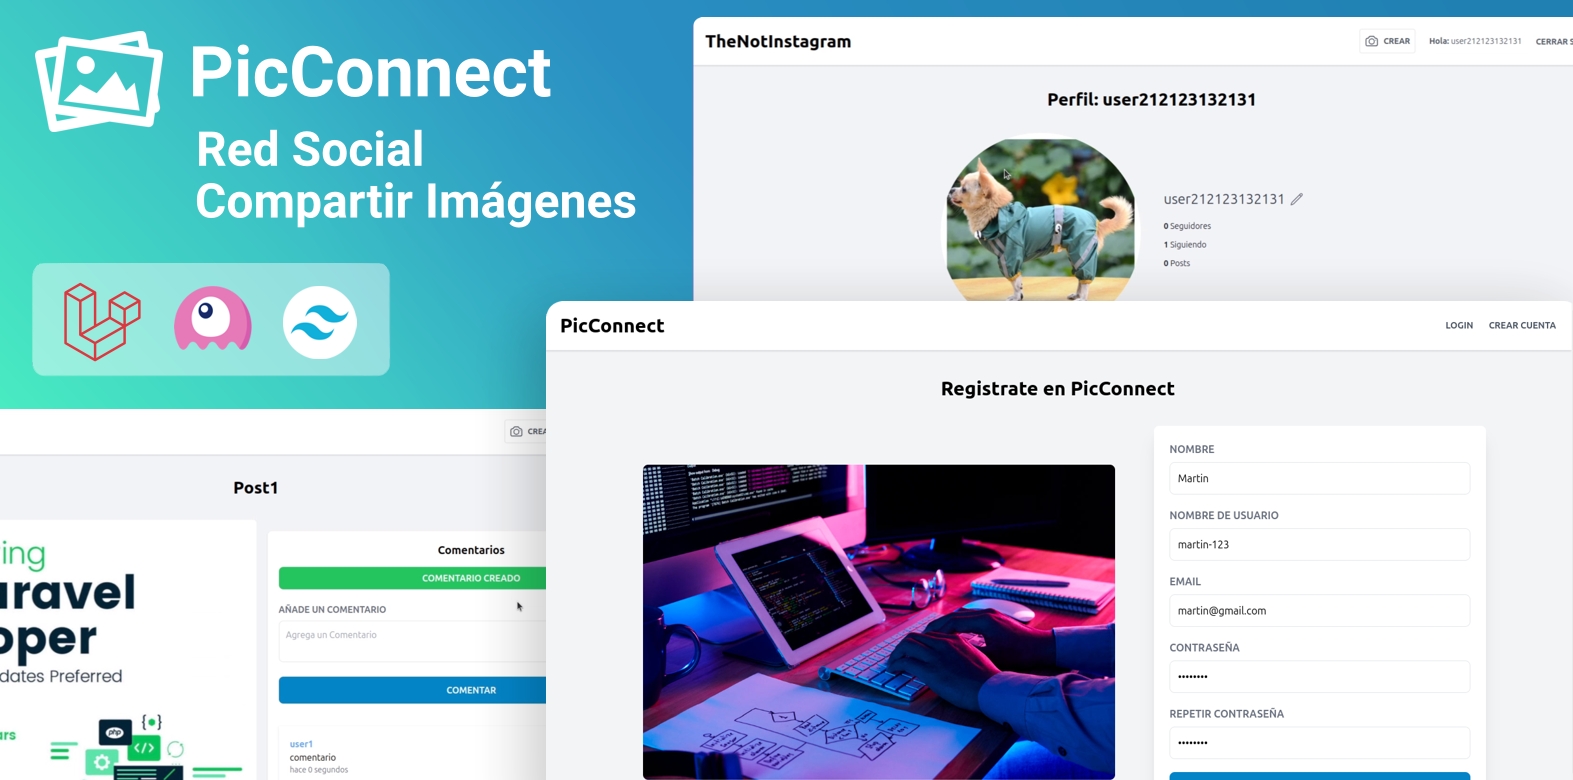 PicConnect
Red Social
Compartir Imágenes
TheNotInstagram
CREAR
Hola: user212123132131
CERRAR S
Perfil: user212123132131
user212123132131
0 Seguidores
1 Siguiendo
0 Posts
PicConnect
LOGIN
CREAR CUENTA
Registrate en PicConnect
NOMBRE
Martin
NOMBRE DE USUARIO
martin-123
EMAIL
martin@gmail.com
CONTRASEÑA
••••••••
REPETIR CONTRASEÑA
••••••••
CREA
Post1
ing
aravel
oper
dates Preferred
ars
php
</>
{ }
Comentarios
COMENTARIO CREADO
AÑADE UN COMENTARIO
Agrega un Comentario
COMENTAR
user1
comentario
hace 0 segundos